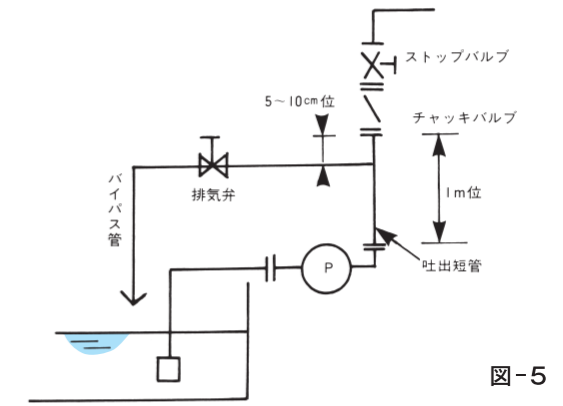 ストップバルブ
5~10cm位
チャッキバルブ
バイパス管
排気弁
1m位
P
吐出短管
図-5